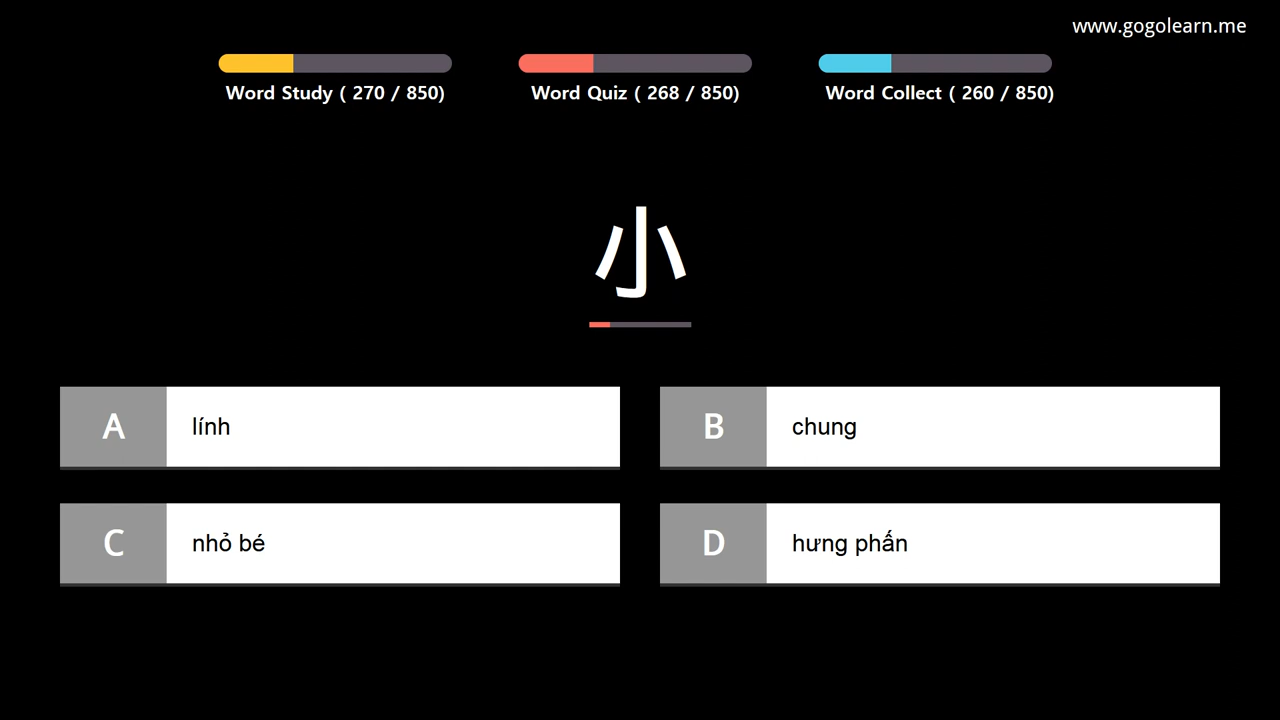 www.gogolearn.me
Word Study ( 270 / 850)
Word Quiz ( 268 / 850)
Word Collect ( 260 / 850)
小
A lính
B chung
C nhỏ bé
D hưng phấn